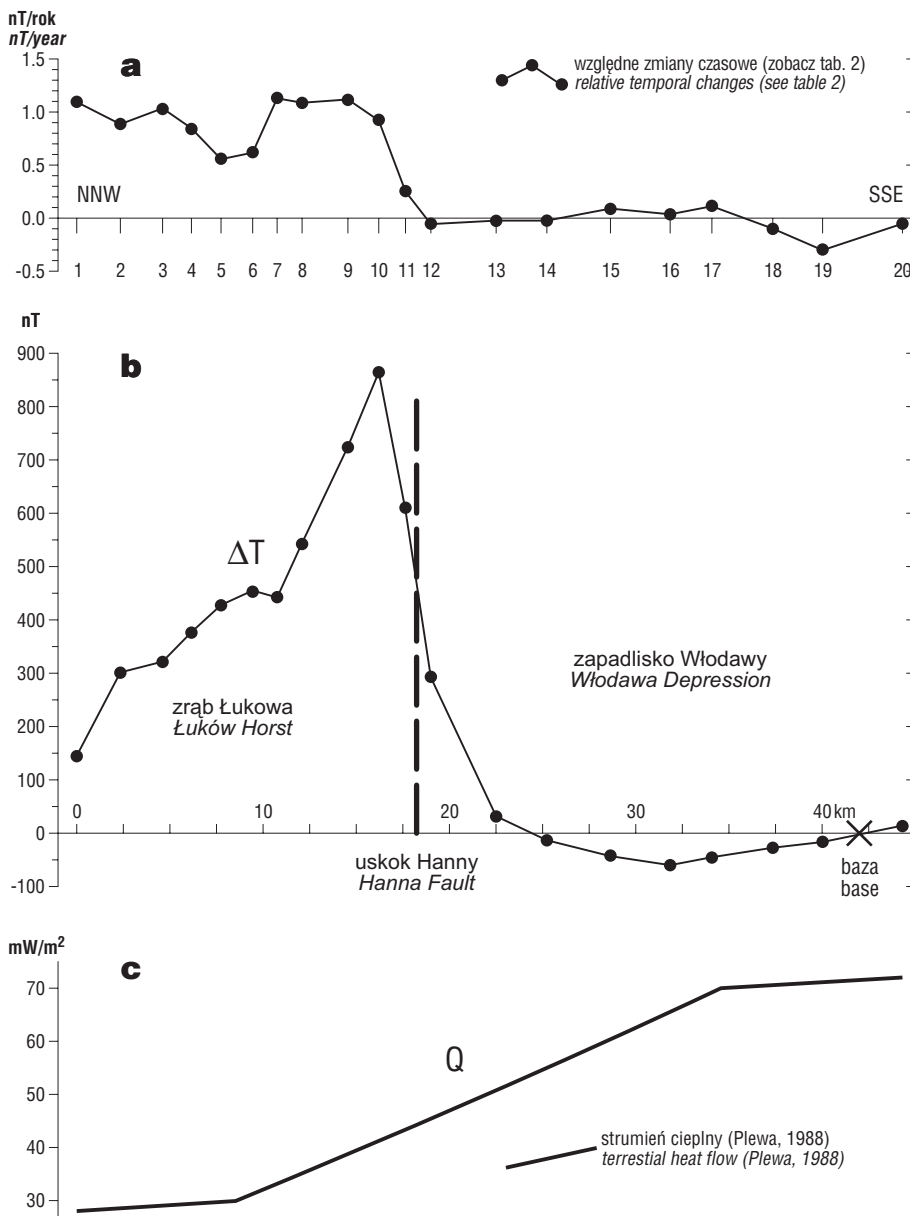 nT/rok
nT/year
a
1.5
1.0
0.5
0.0
-0.5
względne zmiany czasowe (zobacz tab. 2)
relative temporal changes (see table 2)
NNW
SSE
1 2 3 4 5 6 7 8 9 10 11 12 13 14 15 16 17 18 19 20
nT
b
900
800
700
600
500
400
300
200
100
0
-100
ΔT
zrąb Łukowa
Łuków Horst
zapadlisko Włodawy
Włodawa Depression
0 10 20 30 40 km
uskok Hanny
Hanna Fault
baza
base
mW/m²
c
70
60
50
40
30
Q
strumień cieplny (Plewa, 1988)
terrestial heat flow (Plewa, 1988)